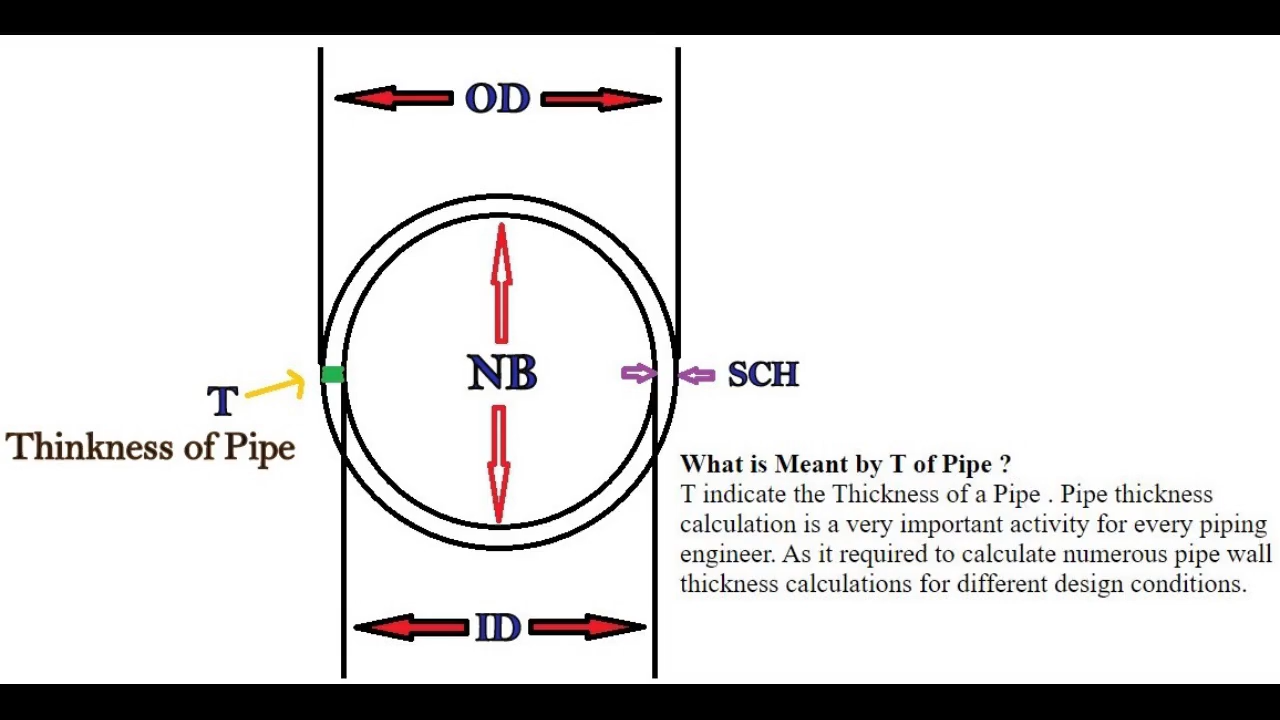 OD
NB
SCH
T
Thinkness of Pipe
What is Meant by T of Pipe ?
T indicate the Thickness of a Pipe . Pipe thickness
calculation is a very important activity for every piping
engineer. As it required to calculate numerous pipe wall
thickness calculations for different design conditions.
ID